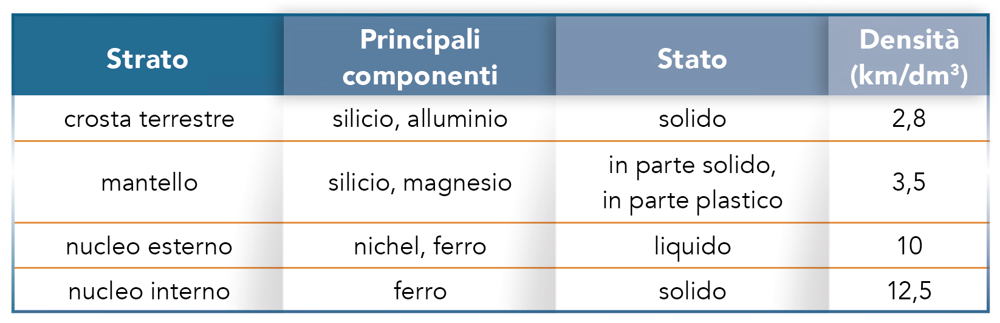 Strato
Principali
componenti
Stato
Densità
(km/dm³)
crosta terrestre
silicio, alluminio
solido
2,8
mantello
silicio, magnesio
in parte solido,
in parte plastico
3,5
nucleo esterno
nichel, ferro
liquido
10
nucleo interno
ferro
solido
12,5